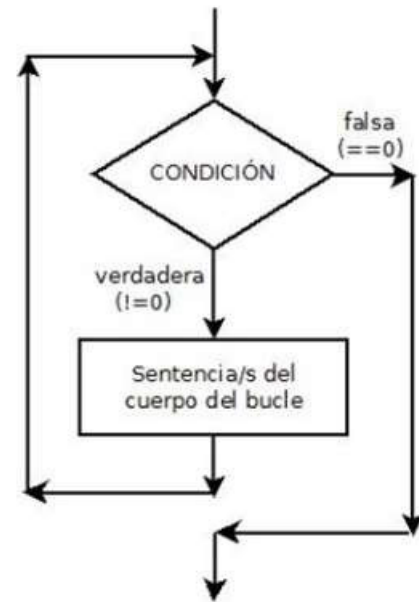 falsa
(==0)
CONDICIÓN
verdadera
(!=0)
Sentencia/s del
cuerpo del bucle